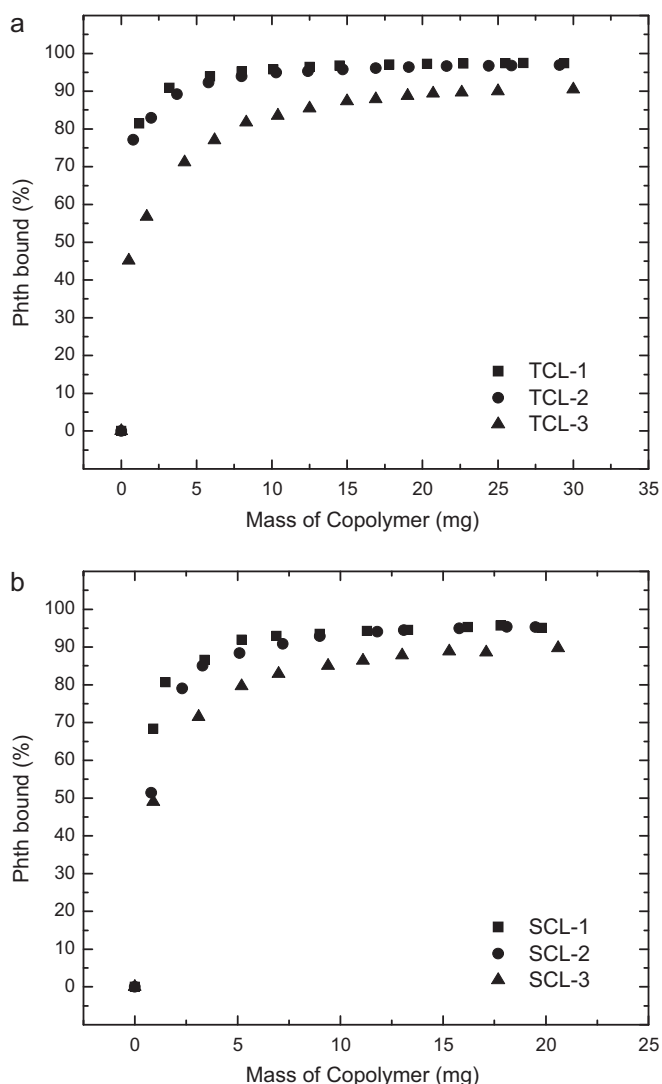 a
100
90
80
70
60
50
40
30
20
10
0
Phth bound (%)
TCL-1
TCL-2
TCL-3
0 5 10 15 20 25 30 35
Mass of Copolymer (mg)
b
100
90
80
70
60
50
40
30
20
10
0
Phth bound (%)
SCL-1
SCL-2
SCL-3
0 5 10 15 20 25
Mass of Copolymer (mg)